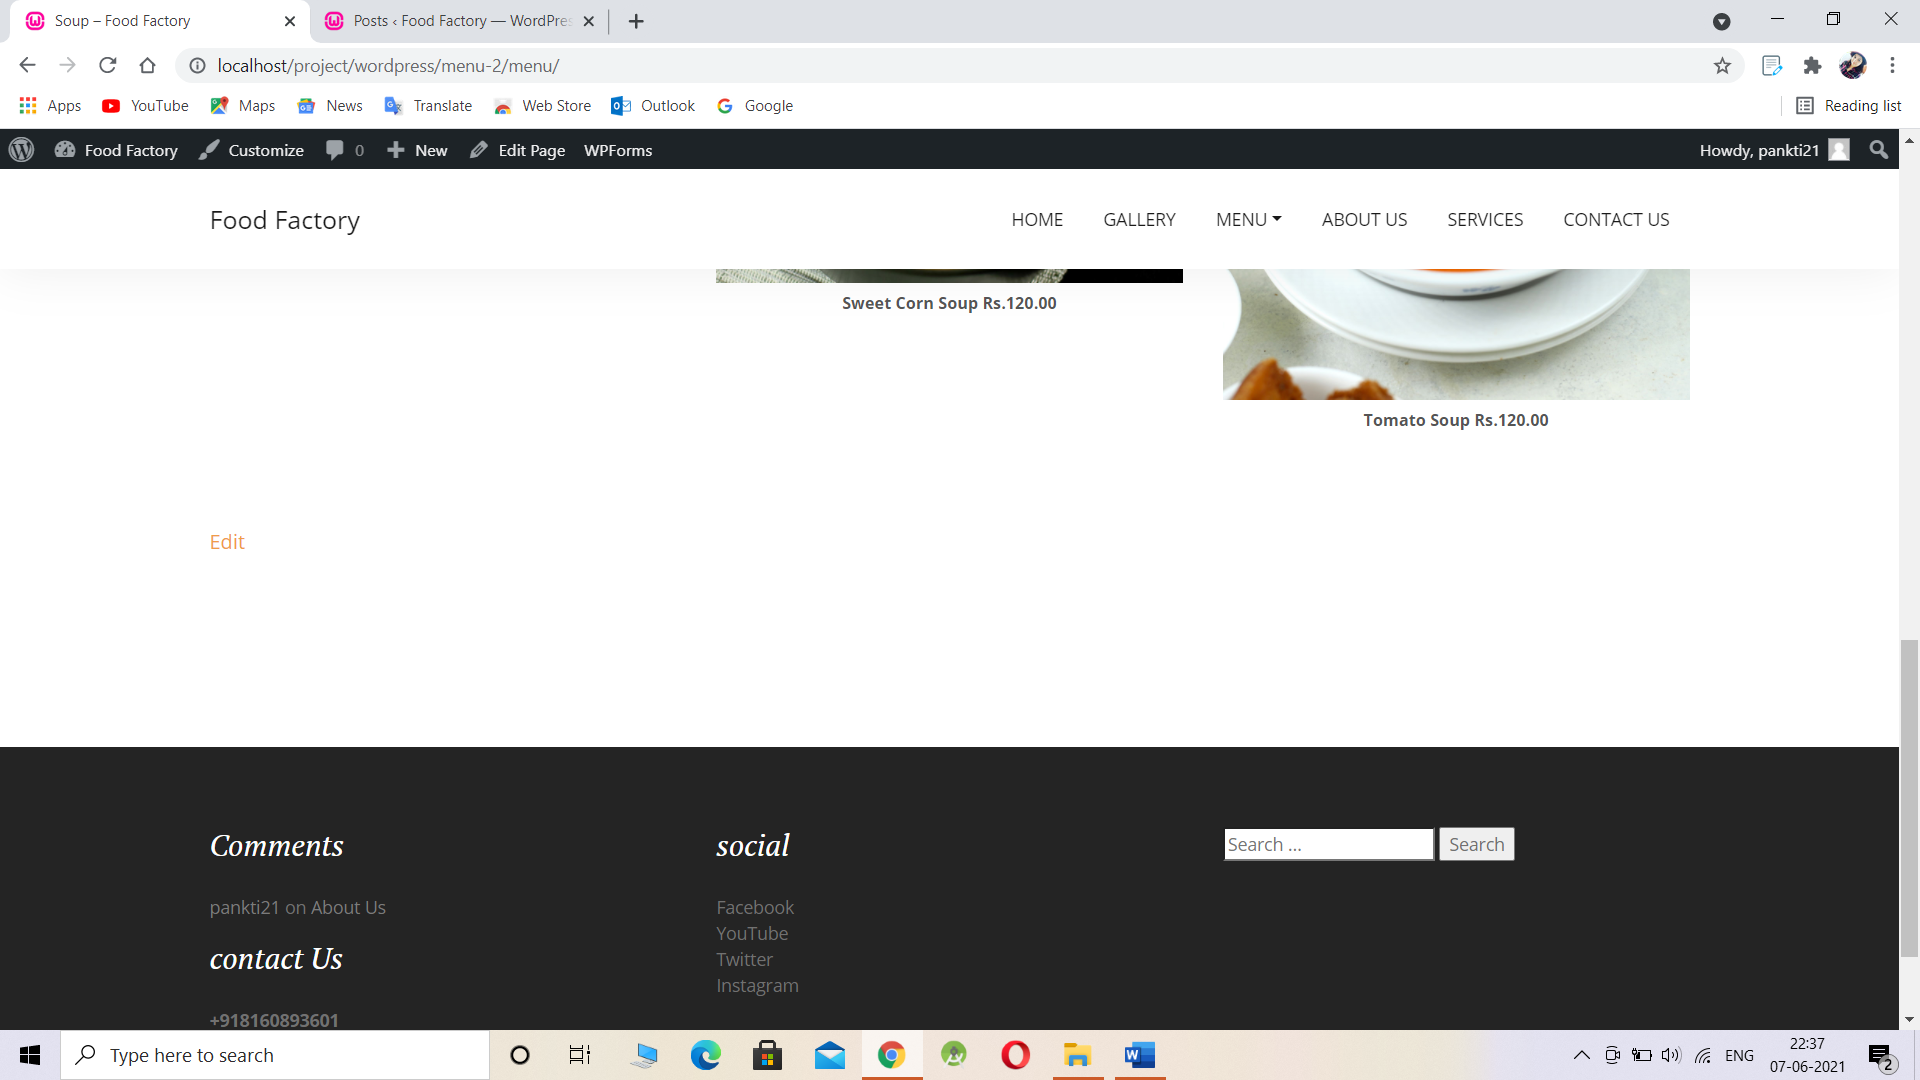 Soup – Food Factory
Posts ‹ Food Factory — WordPres
localhost/project/wordpress/menu-2/menu/
Apps YouTube Maps News Translate Web Store Outlook Google Reading list
Food Factory Customize 0 New Edit Page WPForms Howdy, pankti21
Food Factory HOME GALLERY MENU ABOUT US SERVICES CONTACT US
Sweet Corn Soup Rs.120.00
Tomato Soup Rs.120.00
Edit
Comments
pankti21 on About Us
contact Us
+918160893601
social
Facebook
YouTube
Twitter
Instagram
Search ... Search
Type here to search
ENG
22:37
07-06-2021
2